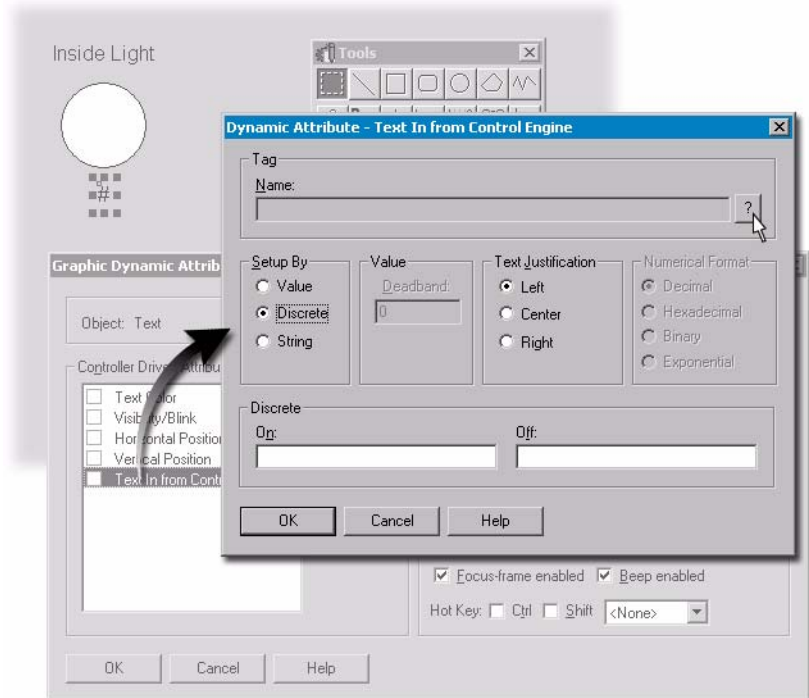 Inside Light
#
Tools
Dynamic Attribute - Text In from Control Engine
Tag
Name:
?
Setup By
Value
Discrete
String
Value
Deadband:
0
Text Justification
Left
Center
Right
Numerical Format
Decimal
Hexadecimal
Binary
Exponential
Discrete
On:
Off:
OK
Cancel
Help
Graphic Dynamic Attrib
Object: Text
Controller Driven Attribu
Text Color
Visibility/Blink
Horizontal Position
Vertical Position
Text In from Contr
Focus-frame enabled
Beep enabled
Hot Key:
Ctrl
Shift
<None>
OK
Cancel
Help